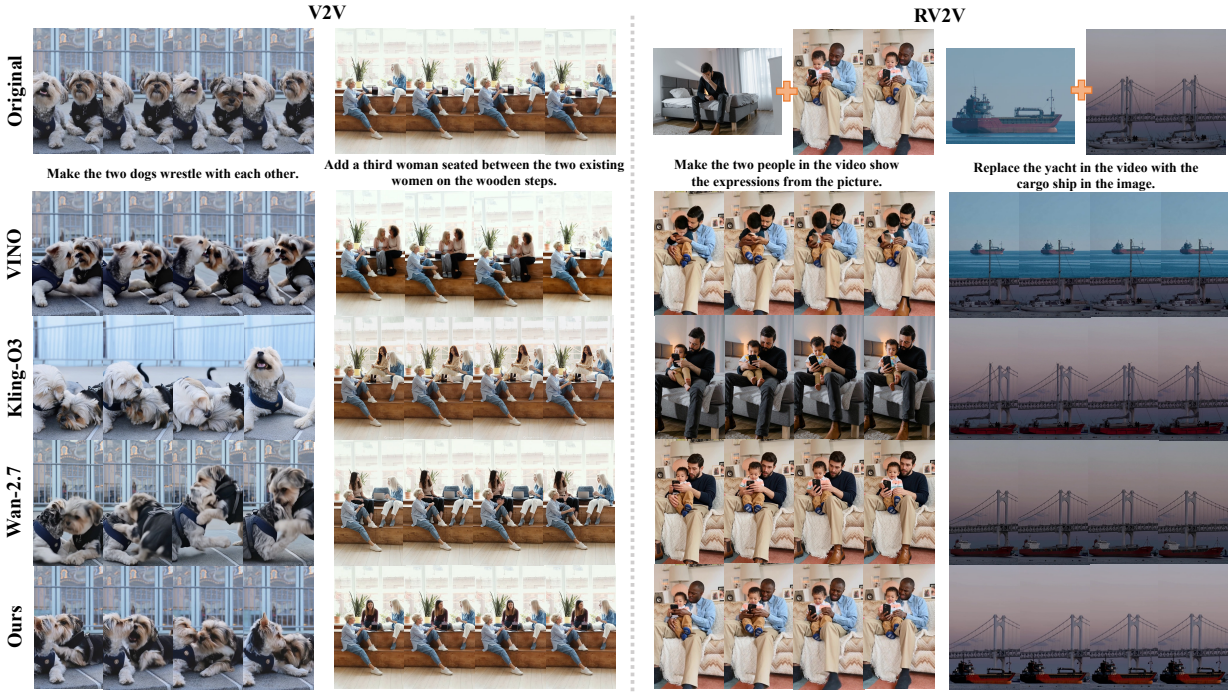 V2V
RV2V
Original
Make the two dogs wrestle with each other.
Add a third woman seated between the two existing
women on the wooden steps.
Make the two people in the video show
the expressions from the picture.
Replace the yacht in the video with the
cargo ship in the image.
VINO
Kling-O3
Wan-2.7
Ours